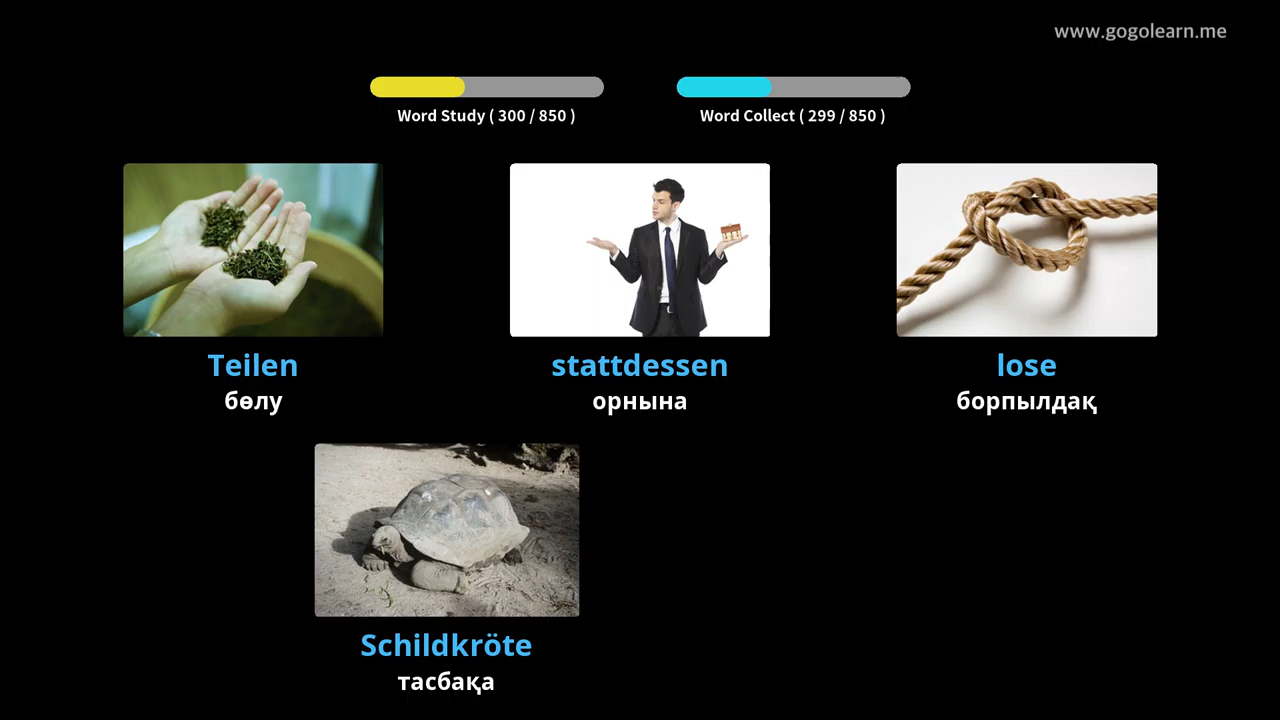 www.gogolearn.me
Word Study ( 300 / 850 )
Word Collect ( 299 / 850 )
Teilen
бөлу
stattdessen
орнына
lose
борпылдақ
Schildkröte
тасбақа